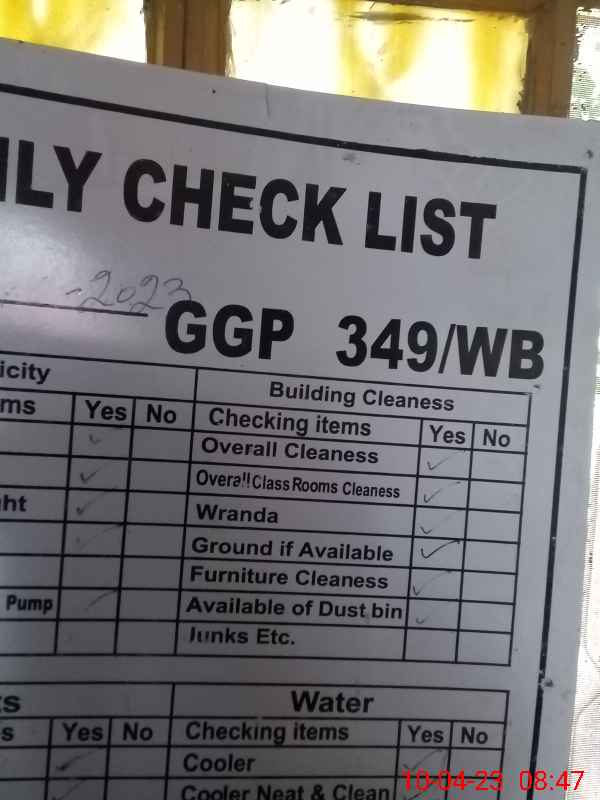 ILY CHECK LIST
-2023
GGP 349/WB
icity
Building Cleaness
ms Yes No
Checking items Yes No
Overall Cleaness
Overall Class Rooms Cleaness
ht
Wranda
Ground if Available
Furniture Cleaness
Pump
Available of Dust bin
Junks Etc.
ts
Water
s Yes No
Checking items Yes No
Cooler
Cooler Neat & Clean
10-04-23 08:47